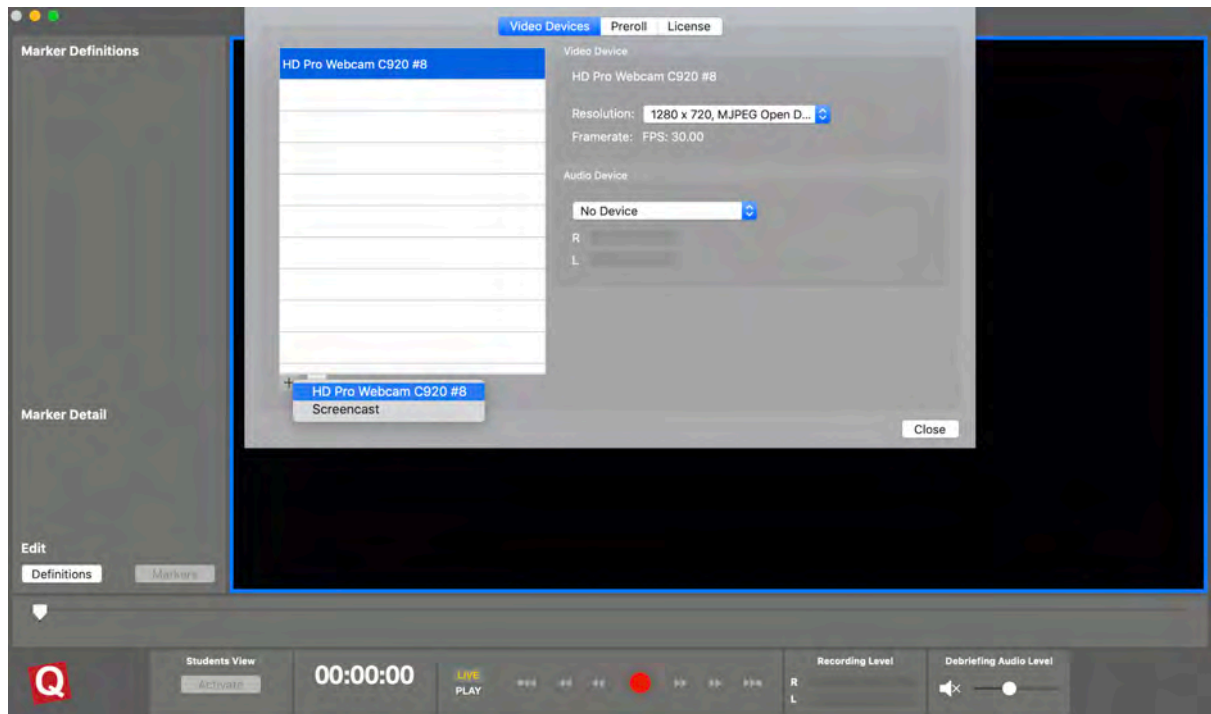 Video Devices Preroll License
Marker Definitions
HD Pro Webcam C920 #8
Video Device
HD Pro Webcam C920 #8
Resolution: 1280 x 720, MJPEG Open D...
Framerate: FPS: 30.00
Audio Device
No Device
R
L
+
HD Pro Webcam C920 #8
Screencast
Close
Marker Detail
Edit
Definitions Markers
Students View
Activate
00:00:00
LIVE
PLAY
Recording Level
R
L
Debriefing Audio Level
Q